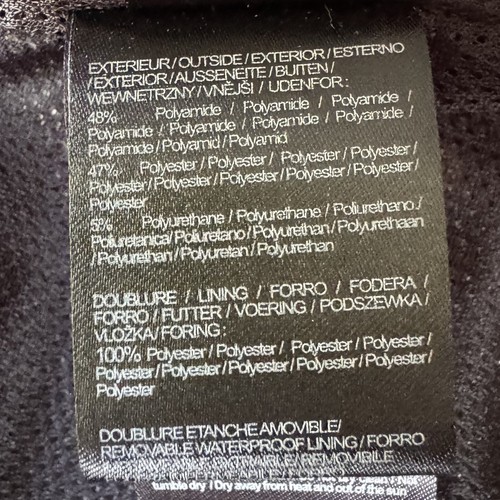 EXTERIEUR / OUTSIDE / EXTERIOR / ESTERNO
/ EXTERIOR / AUSSENEITE / BUITEN /
WEWNETRZNY / VNĚJŠI / UDENFOR :
48% Polyamide / Polyamide / Polyamide /
Polyamide / Polyamide / Polyamide / Polyamide /
Polyamide / Polyamid / Polyamid
47% Polyester / Polyester / Polyester / Polyester /
Polyester / Polyester / Polyester / Polyester / Polyester /
Polyester
5% Polyurethane / Polyurethane / Poliurethano /
Poliuretanica / Poliuretano / Polyurethan / Polyurethaan
/ Polyurethan / Polyuretan / Polyurethan
DOUBLURE / LINING / FORRO / FODERA /
FORRO / FUTTER / VOERING / PODSZEWKA /
VLOŽKA / FORING :
100% Polyester / Polyester / Polyester / Polyester /
Polyester / Polyester / Polyester / Polyester / Polyester /
Polyester
DOUBLURE ETANCHE AMOVIBLE /
REMOVABLE WATERPROOF LINING / FORRO
tumble dry / Dry away from heat and out of the sun